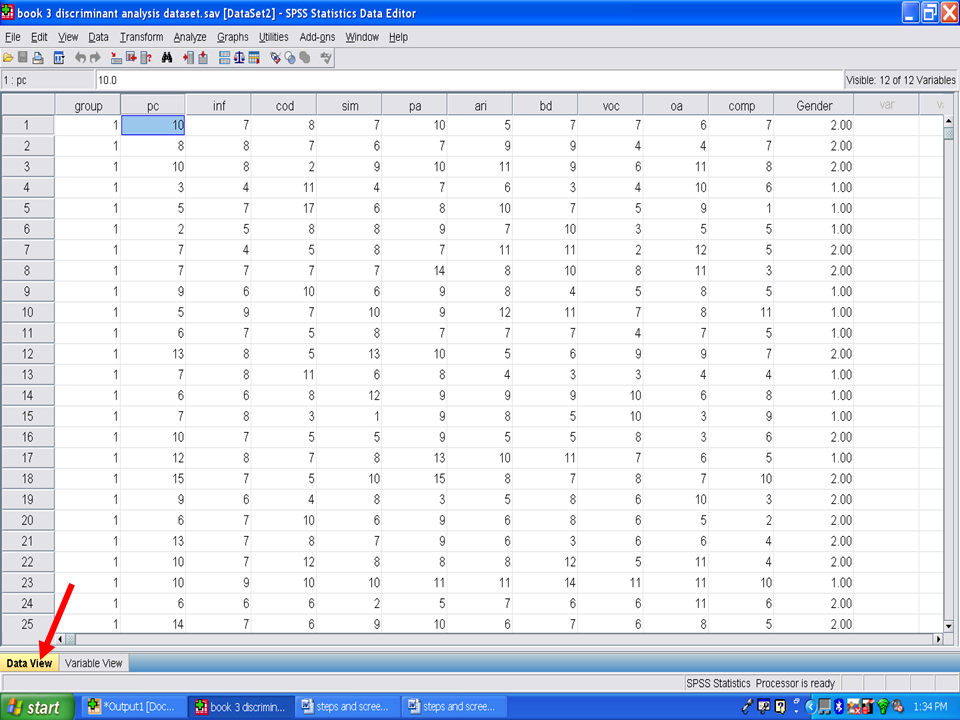 book 3 discriminant analysis dataset.sav [DataSet2] - SPSS Statistics Data Editor
File Edit View Data Transform Analyze Graphs Utilities Add-ons Window Help
1 : pc 10.0 Visible: 12 of 12 Variables
group pc inf cod sim pa ari bd voc oa comp Gender var va
1 1 10 7 8 7 10 5 7 7 6 7 2.00
2 1 8 8 7 6 7 9 9 4 4 7 2.00
3 1 10 8 2 9 10 11 9 6 11 8 2.00
4 1 3 4 11 4 7 6 3 4 10 6 1.00
5 1 5 7 17 6 8 10 7 5 9 1 1.00
6 1 2 5 8 8 9 7 10 3 5 5 1.00
7 1 7 4 5 8 7 11 11 2 12 5 2.00
8 1 7 7 7 7 14 8 10 8 11 3 2.00
9 1 9 6 10 6 9 8 4 5 8 5 1.00
10 1 5 9 7 10 9 12 11 7 8 11 1.00
11 1 6 7 5 8 7 7 7 4 7 5 1.00
12 1 13 8 5 13 10 5 6 9 9 7 2.00
13 1 7 8 11 6 8 4 3 3 4 4 1.00
14 1 6 6 8 12 9 9 9 10 6 8 1.00
15 1 7 8 3 1 9 8 5 10 3 9 1.00
16 1 10 7 5 5 9 5 5 8 3 6 2.00
17 1 12 8 7 8 13 10 11 7 6 5 1.00
18 1 15 7 5 10 15 8 7 8 7 10 2.00
19 1 9 6 4 8 3 5 8 6 10 3 2.00
20 1 6 7 10 6 9 6 8 6 5 2 2.00
21 1 13 7 8 7 9 6 3 6 6 4 2.00
22 1 10 7 12 8 8 8 12 5 11 4 2.00
23 1 10 9 10 10 11 11 14 11 11 10 1.00
24 1 6 6 6 2 5 7 6 6 11 6 2.00
25 1 14 7 6 9 10 6 7 6 8 5 2.00
Data View Variable View
SPSS Statistics Processor is ready
start *Output1 [Doc... book 3 discrimin... steps and scree... steps and scree... 1:34 PM